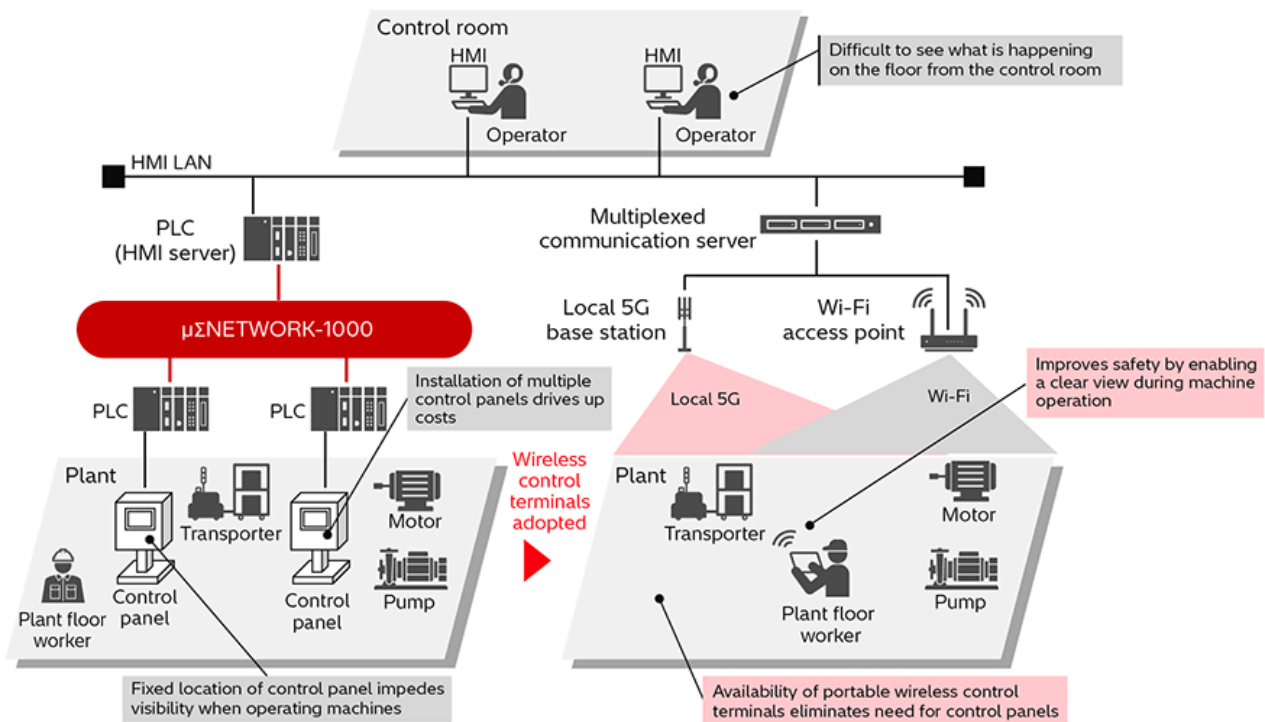 Control room
HMI
HMI
Operator
Operator
Difficult to see what is happening
on the floor from the control room
HMI LAN
PLC
(HMI server)
Multiplexed
communication server
μΣNETWORK-1000
Local 5G
base station
Wi-Fi
access point
PLC
PLC
Installation of multiple
control panels drives up
costs
Local 5G
Wi-Fi
Improves safety by enabling
a clear view during machine
operation
Plant
Transporter
Motor
Pump
Control
panel
Control
panel
Plant floor
worker
Fixed location of control panel impedes
visibility when operating machines
Wireless
control
terminals
adopted
Plant
Transporter
Motor
Plant floor
worker
Pump
Availability of portable wireless control
terminals eliminates need for control panels